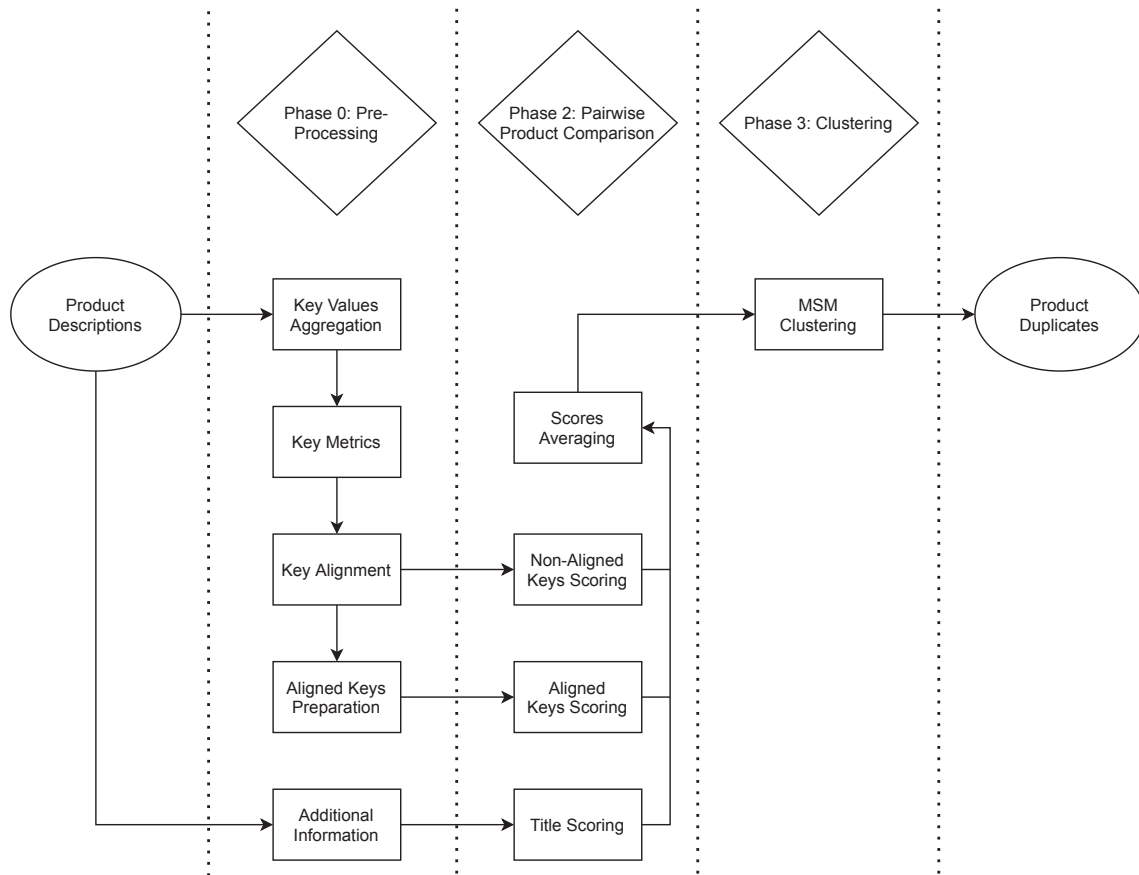 Phase 0: Pre-
Processing
Phase 2: Pairwise
Product Comparison
Phase 3: Clustering
Product
Descriptions
Key Values
Aggregation
MSM
Clustering
Product
Duplicates
Key Metrics
Scores
Averaging
Key Alignment
Non-Aligned
Keys Scoring
Aligned Keys
Preparation
Aligned
Keys Scoring
Additional
Information
Title Scoring